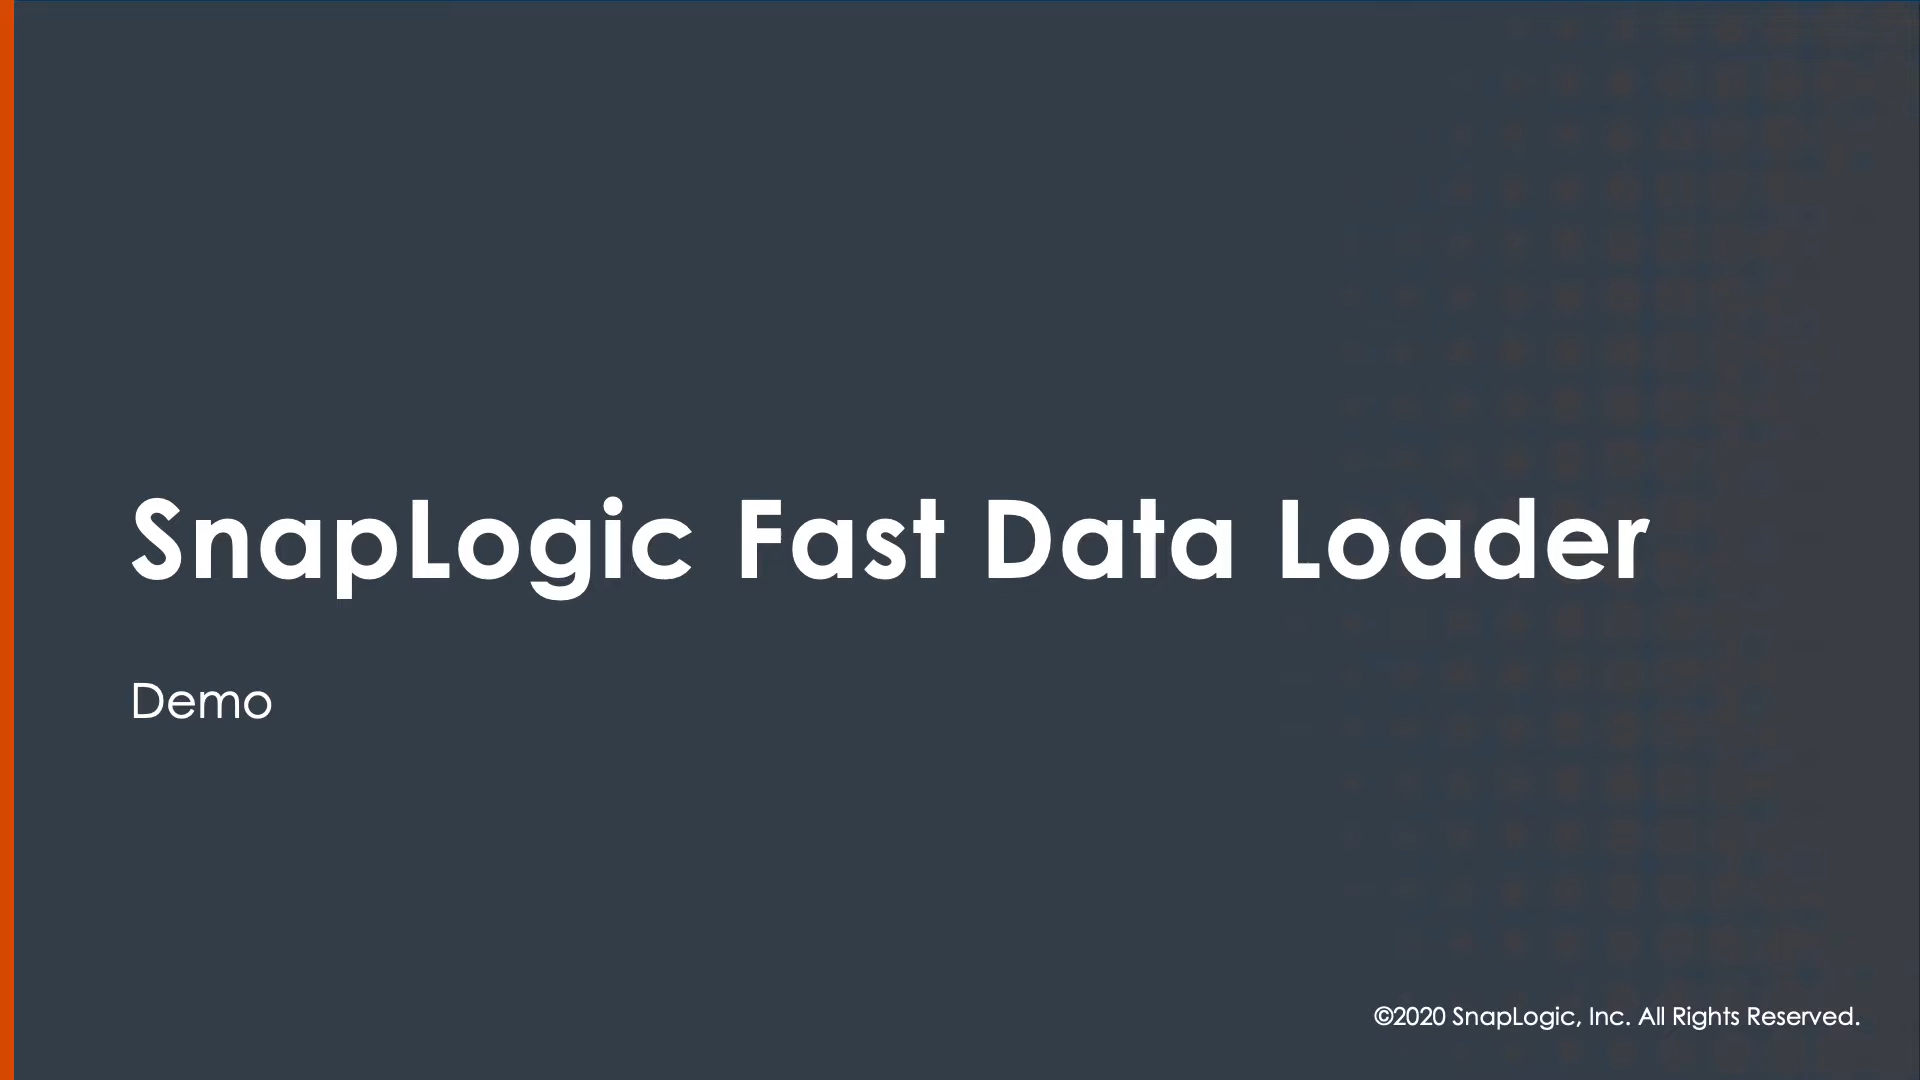 SnapLogic Fast Data Loader
Demo
©2020 SnapLogic, Inc. All Rights Reserved.